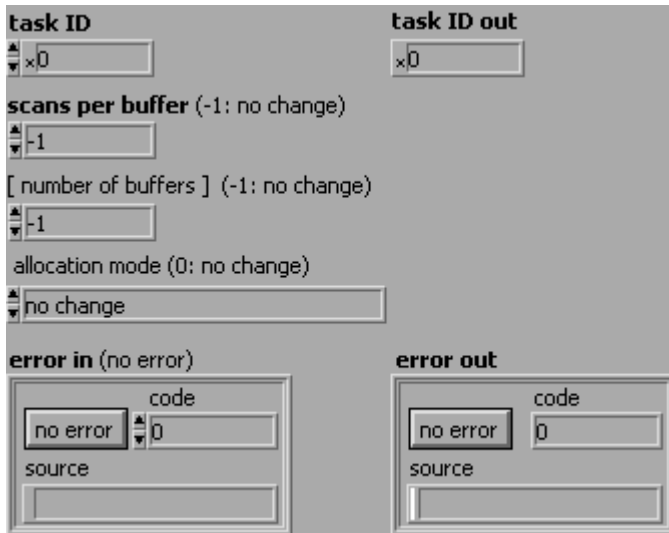 task ID
task ID out
×0
×0
scans per buffer (-1: no change)
-1
[ number of buffers ] (-1: no change)
-1
allocation mode (0: no change)
no change
error in (no error)
error out
code
code
no error
0
no error
0
source
source